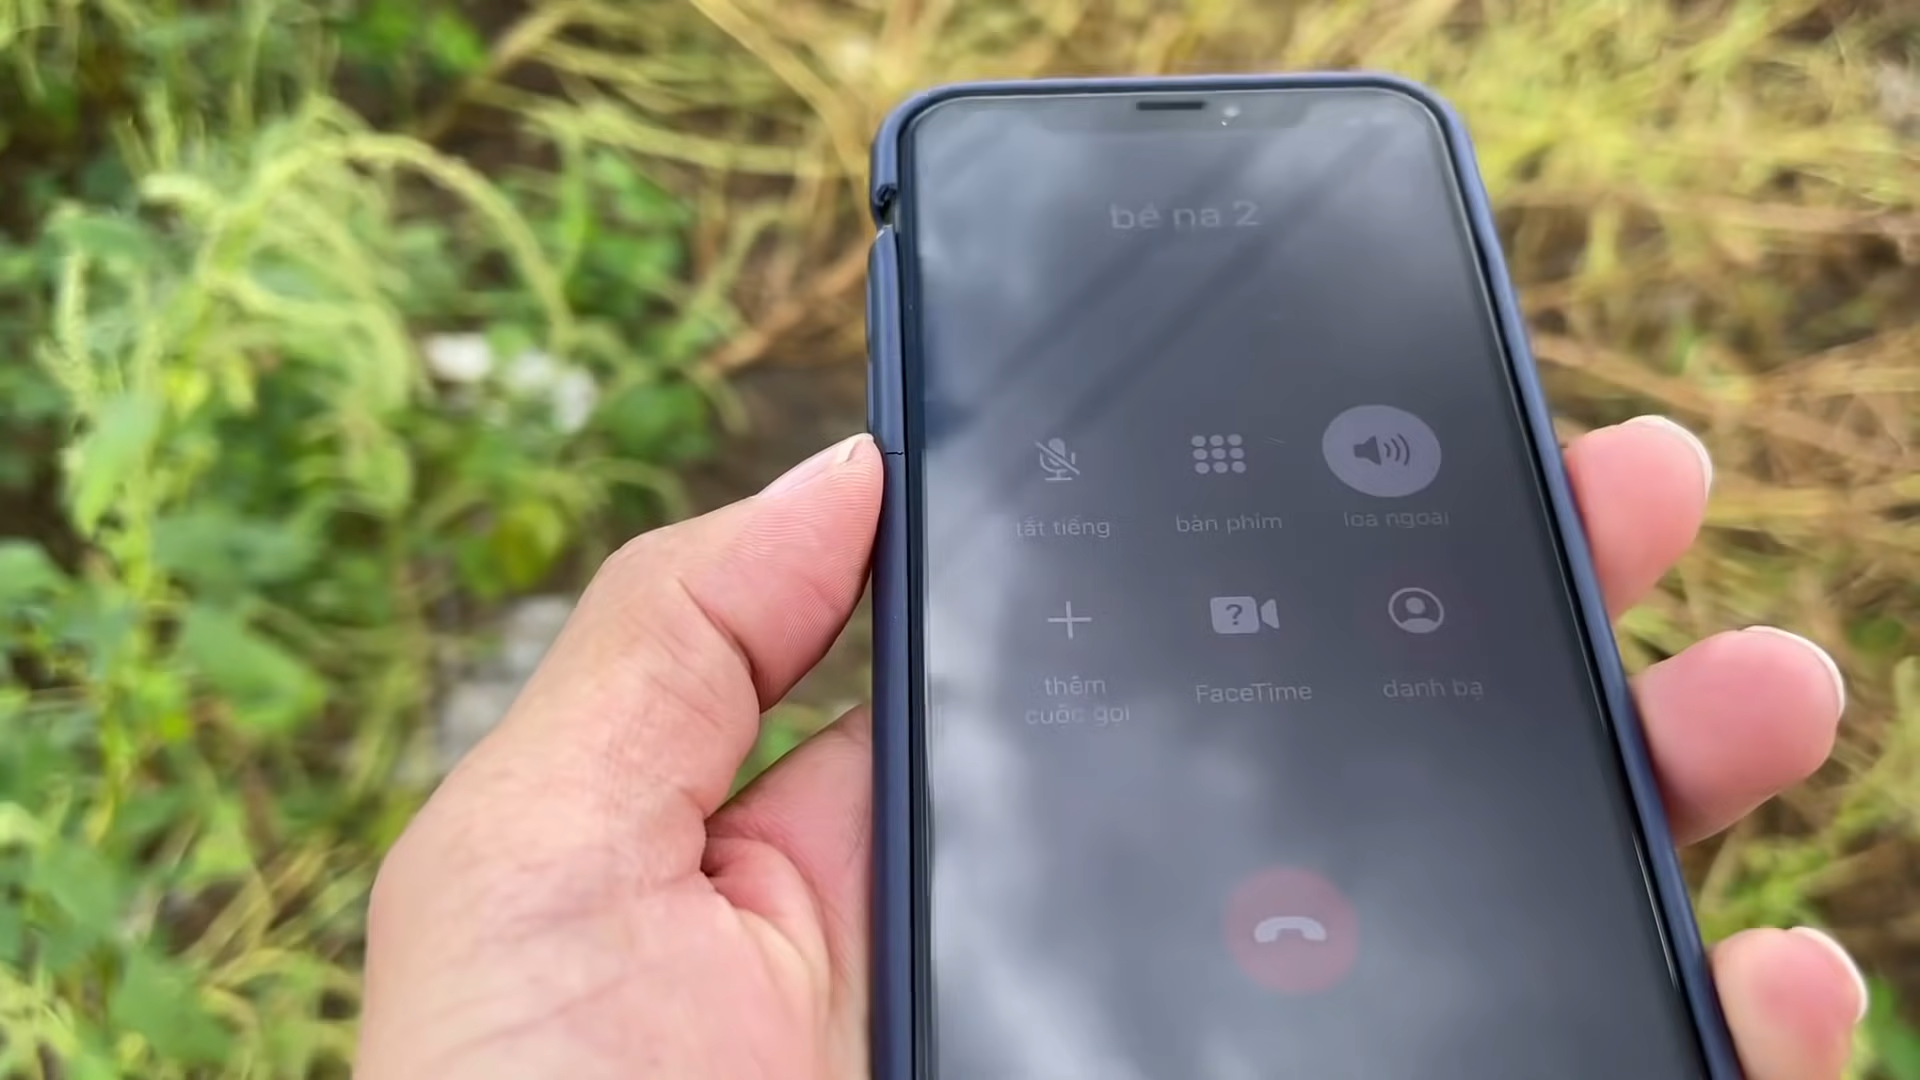 bé na 2
tắt tiếng
bàn phím
loa ngoài
thêm
cuộc gọi
?
FaceTime
danh bạ